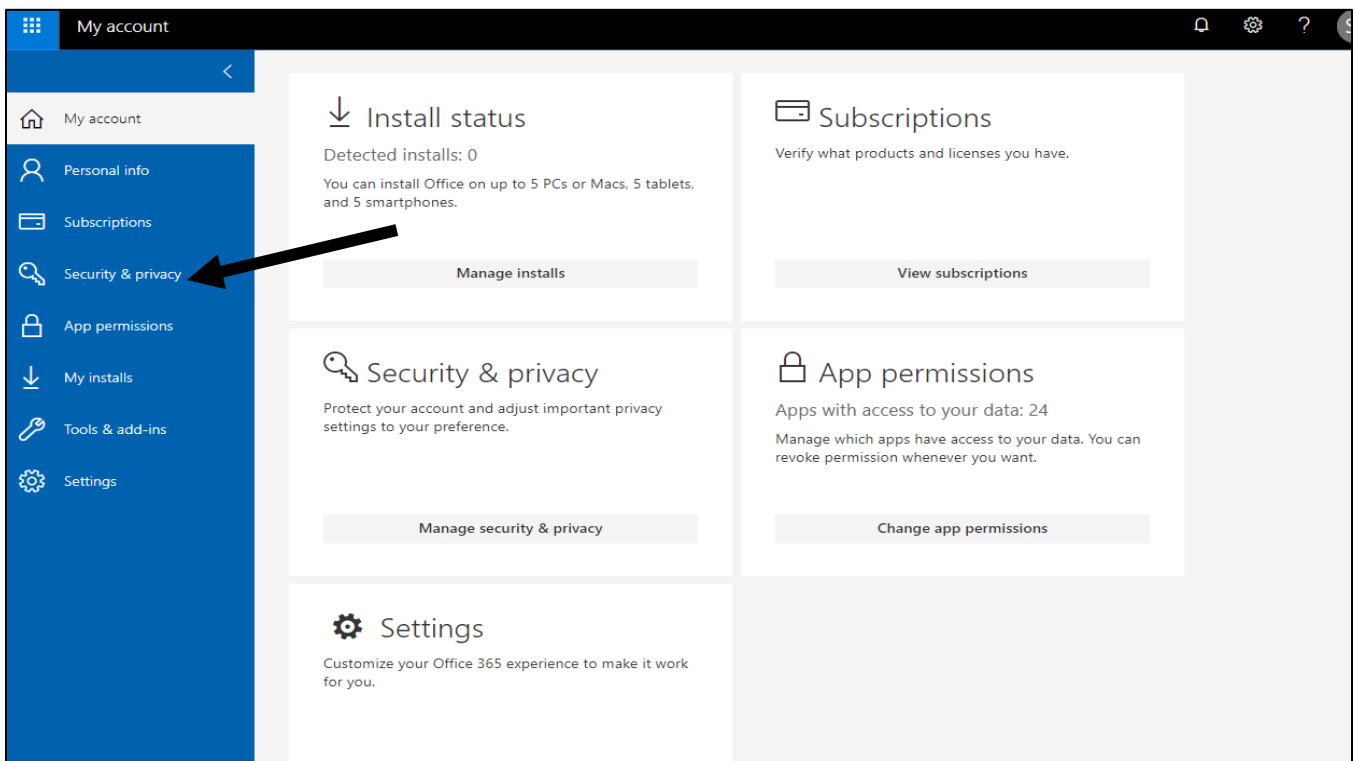 My account
?
S
<
My account
Personal info
Subscriptions
Security & privacy
App permissions
My installs
Tools & add-ins
Settings
Install status
Detected installs: 0
You can install Office on up to 5 PCs or Macs, 5 tablets,
and 5 smartphones.
Manage installs
Subscriptions
Verify what products and licenses you have.
View subscriptions
Security & privacy
Protect your account and adjust important privacy
settings to your preference.
Manage security & privacy
App permissions
Apps with access to your data: 24
Manage which apps have access to your data. You can
revoke permission whenever you want.
Change app permissions
Settings
Customize your Office 365 experience to make it work
for you.